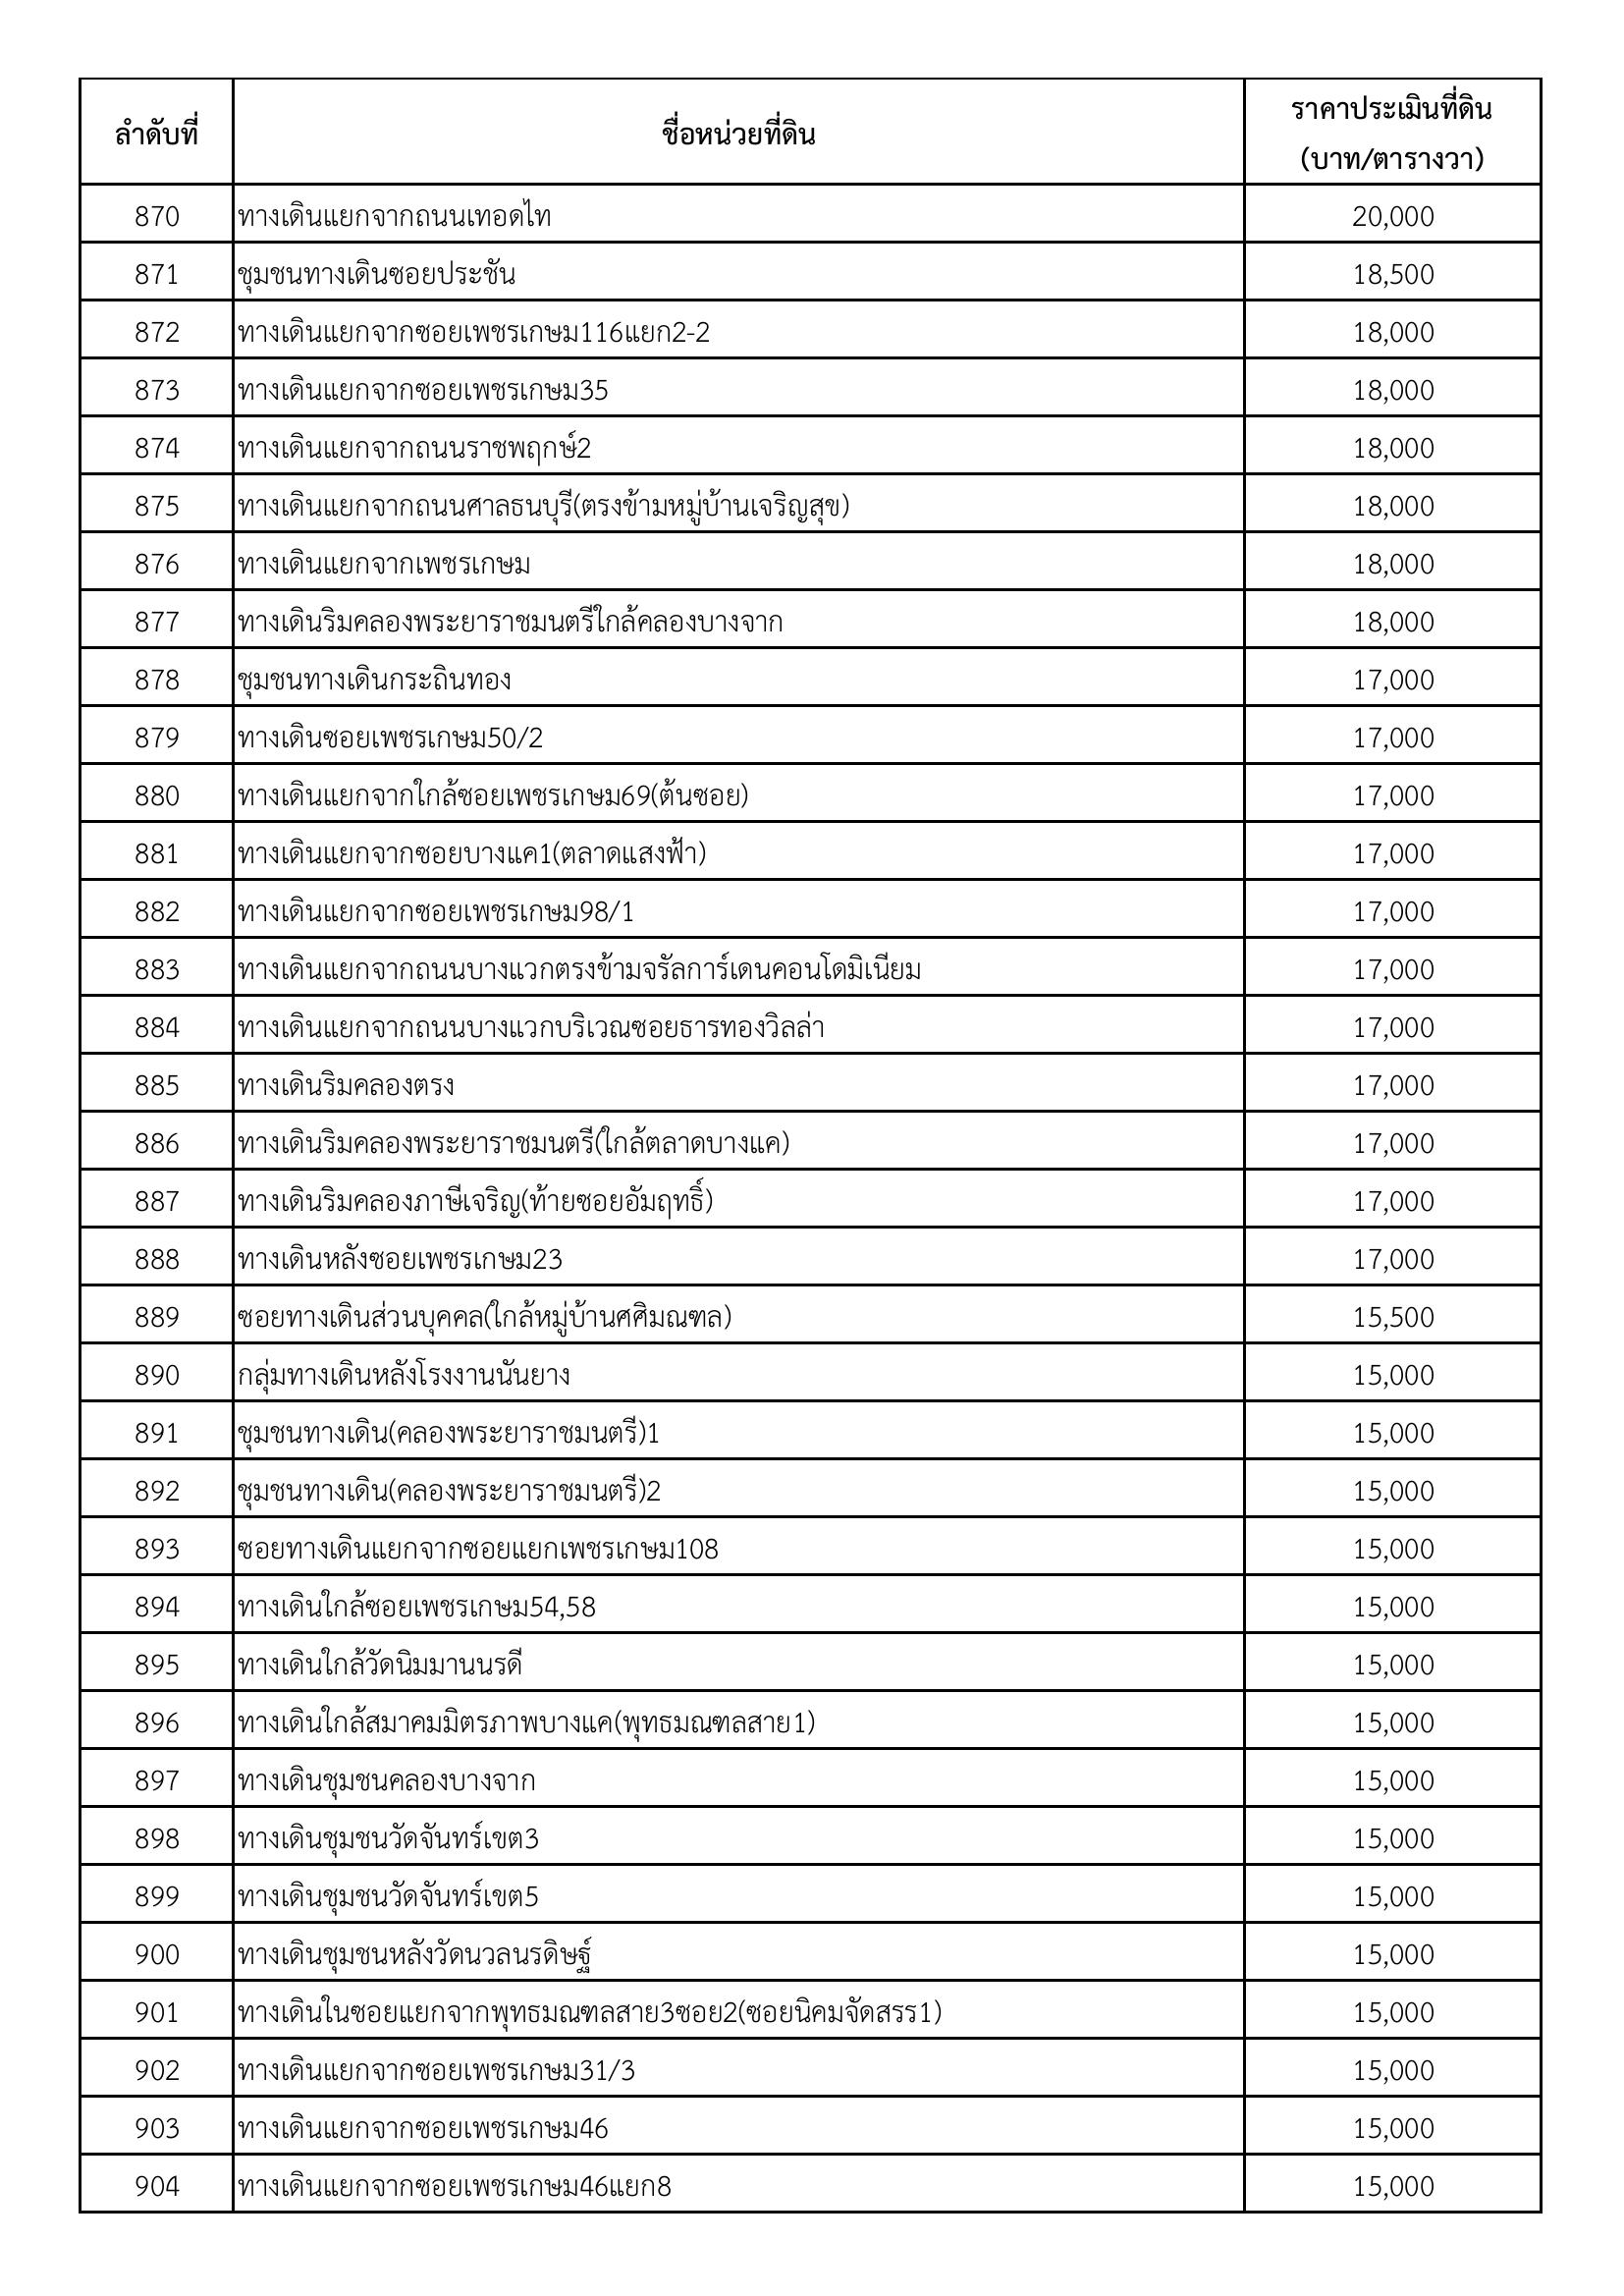 ลำดับที่ ชื่อหน่วยที่ดิน ราคาประเมินที่ดิน
(บาท/ตารางวา)
870 ทางเดินแยกจากถนนเทอดไท 20,000
871 ชุมชนทางเดินซอยประชัน 18,500
872 ทางเดินแยกจากซอยเพชรเกษม116แยก2-2 18,000
873 ทางเดินแยกจากซอยเพชรเกษม35 18,000
874 ทางเดินแยกจากถนนราชพฤกษ์2 18,000
875 ทางเดินแยกจากถนนศาลธนบุรี(ตรงข้ามหมู่บ้านเจริญสุข) 18,000
876 ทางเดินแยกจากเพชรเกษม 18,000
877 ทางเดินริมคลองพระยาราชมนตรีใกล้คลองบางจาก 18,000
878 ชุมชนทางเดินกระถินทอง 17,000
879 ทางเดินซอยเพชรเกษม50/2 17,000
880 ทางเดินแยกจากใกล้ซอยเพชรเกษม69(ต้นซอย) 17,000
881 ทางเดินแยกจากซอยบางแค1(ตลาดแสงฟ้า) 17,000
882 ทางเดินแยกจากซอยเพชรเกษม98/1 17,000
883 ทางเดินแยกจากถนนบางแวกตรงข้ามจรัลการ์เดนคอนโดมิเนียม 17,000
884 ทางเดินแยกจากถนนบางแวกบริเวณซอยธารทองวิลล่า 17,000
885 ทางเดินริมคลองตรง 17,000
886 ทางเดินริมคลองพระยาราชมนตรี(ใกล้ตลาดบางแค) 17,000
887 ทางเดินริมคลองภาษีเจริญ(ท้ายซอยอัมฤทธิ์) 17,000
888 ทางเดินหลังซอยเพชรเกษม23 17,000
889 ซอยทางเดินส่วนบุคคล(ใกล้หมู่บ้านศศิมณฑล) 15,500
890 กลุ่มทางเดินหลังโรงงานนันยาง 15,000
891 ชุมชนทางเดิน(คลองพระยาราชมนตรี)1 15,000
892 ชุมชนทางเดิน(คลองพระยาราชมนตรี)2 15,000
893 ซอยทางเดินแยกจากซอยแยกเพชรเกษม108 15,000
894 ทางเดินใกล้ซอยเพชรเกษม54,58 15,000
895 ทางเดินใกล้วัดนิมมานนรดี 15,000
896 ทางเดินใกล้สมาคมมิตรภาพบางแค(พุทธมณฑลสาย1) 15,000
897 ทางเดินชุมชนคลองบางจาก 15,000
898 ทางเดินชุมชนวัดจันทร์เขต3 15,000
899 ทางเดินชุมชนวัดจันทร์เขต5 15,000
900 ทางเดินชุมชนหลังวัดนวลนรดิษฐ์ 15,000
901 ทางเดินในซอยแยกจากพุทธมณฑลสาย3ซอย2(ซอยนิคมจัดสรร1) 15,000
902 ทางเดินแยกจากซอยเพชรเกษม31/3 15,000
903 ทางเดินแยกจากซอยเพชรเกษม46 15,000
904 ทางเดินแยกจากซอยเพชรเกษม46แยก8 15,000